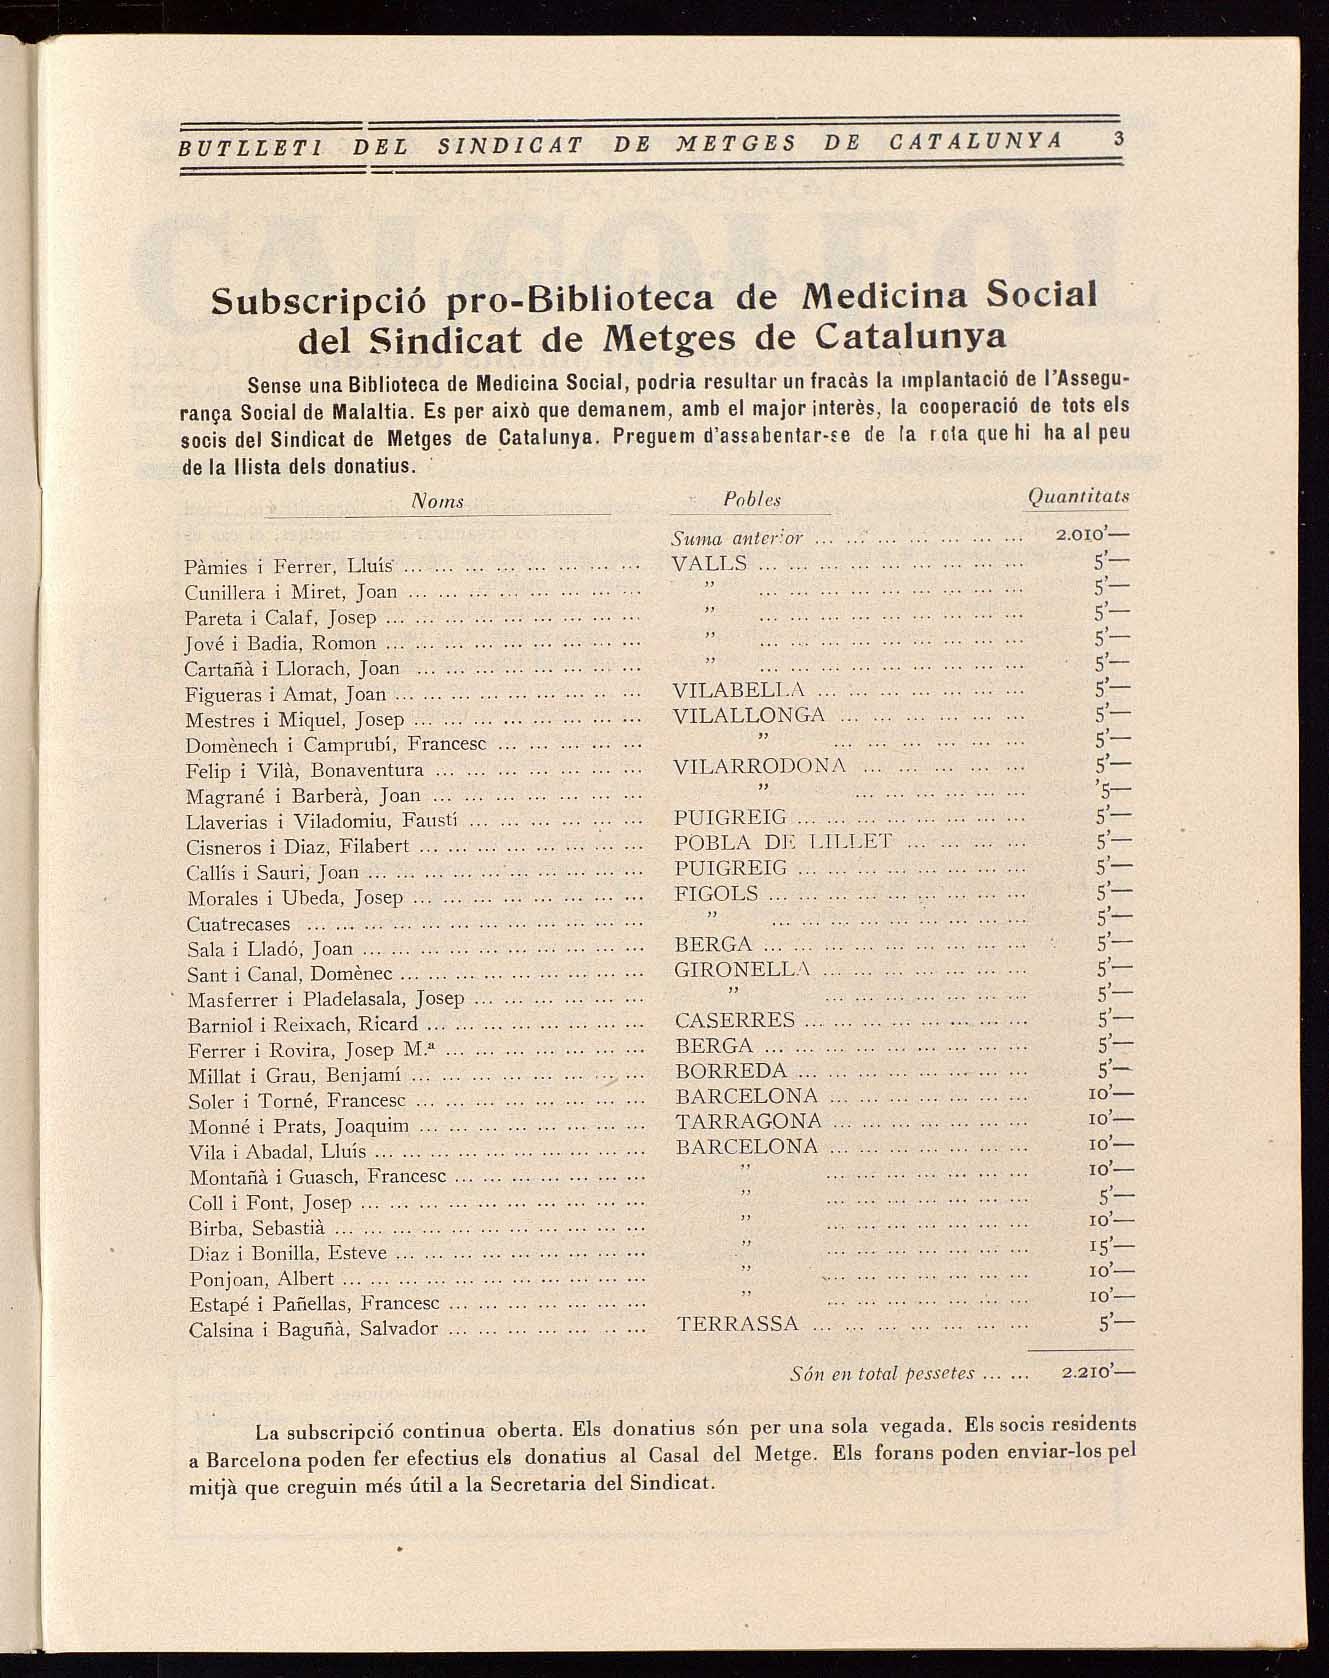 BUTLLETI DEL SINDICAT DE METGES DE CATALUNYA 3
Subscripció pro-Biblioteca de Medicina Social
del Sindicat de Metges de Catalunya
Sense una Biblioteca de Medicina Social, podria resultar un fracàs la implantació de l'Assegu-
rança Social de Malaltia. Es per això que demanem, amb el major interès, la cooperació de tots els
socis del Sindicat de Metges de Catalunya. Preguem d'assabentar-se de la nota que hi ha al peu
de la llista dels donatius.
Noms Pobles Quantitats
Suma anterior ... ... ... ... ... ... ... 2.010'—
Pàmies i Ferrer, Lluís ... ... ... ... ... ... ... ... VALLS ... ... ... ... ... ... ... ... ... 5'—
Cunillera i Miret, Joan ... ... ... ... ... ... ... ... " ... ... ... ... ... ... ... ... ... 5'—
Pareta i Calaf, Josep ... ... ... ... ... ... ... ... ... " ... ... ... ... ... ... ... ... ... 5'—
Jové i Badia, Romon ... ... ... ... ... ... ... ... ... " ... ... ... ... ... ... ... ... ... 5'—
Cartañà i Llorach, Joan ... ... ... ... ... ... ... ... " ... ... ... ... ... ... ... ... ... 5'—
Figueras i Amat, Joan ... ... ... ... ... ... ... .. ... VILABELLA ... ... ... ... ... ... ... 5'—
Mestres i Miquel, Josep ... ... ... ... ... ... ... ... VILALLONGA ... ... ... ... ... ... 5'—
Domènech i Camprubí, Francesc ... ... ... ... ... " ... ... ... ... ... ... 5'—
Felip i Vilà, Bonaventura ... ... ... ... ... ... ... VILARRODONA ... ... ... ... ... 5'—
Magrané i Barberà, Joan ... ... ... ... ... ... ... " ... ... ... ... ... ... '5—
Llaverias i Viladomiu, Faustí ... ... ... ... ... ... PUIGREIG ... ... ... ... ... ... ... ... 5'—
Cisneros i Diaz, Filabert ... ... ... ... ... ... ... ... POBLA DE LILLET ... ... ... ... 5'—
Callís i Sauri, Joan ... ... ... ... ... ... ... ... ... ... PUIGREIG ... ... ... ... ... ... ... ... 5'—
Morales i Ubeda, Josep ... ... ... ... ... ... ... ... FIGOLS ... ... ... ... ... ... ... ... ... 5'—
Cuatrecases ... ... ... ... ... ... ... ... ... ... ... ... " ... ... ... ... ... ... ... ... ... 5'—
Sala i Lladó, Joan ... ... ... ... ... ... ... ... ... ... BERGA ... ... ... ... ... ... ... ... ... 5'—
Sant i Canal, Domènec ... ... ... ... ... ... ... ... ... GIRONELLA ... ... ... ... ... ... ... 5'—
Masferrer i Pladelasala, Josep ... ... ... ... ... ... " ... ... ... ... ... ... ... 5'—
Barniol i Reixach, Ricard ... ... ... ... ... ... ... ... CASERRES ... ... ... ... ... ... ... ... 5'—
Ferrer i Rovira, Josep M.ª ... ... ... ... ... ... ... BERGA ... ... ... ... ... ... ... ... ... 5'—
Millat i Grau, Benjamí ... ... ... ... ... ... ... ... BORREDA ... ... ... ... ... ... ... ... 5'—
Soler i Torné, Francesc ... ... ... ... ... ... ... ... BARCELONA ... ... ... ... ... ... ... 10'—
Monné i Prats, Joaquim ... ... ... ... ... ... ... ... TARRAGONA ... ... ... ... ... ... ... 10'—
Vila i Abadal, Lluís ... ... ... ... ... ... ... ... ... ... BARCELONA ... ... ... ... ... ... ... 10'—
Montañà i Guasch, Francesc ... ... ... ... ... ... ... " ... ... ... ... ... ... ... 10'—
Coll i Font, Josep ... ... ... ... ... ... ... ... ... ... " ... ... ... ... ... ... ... 5'—
Birba, Sebastià ... ... ... ... ... ... ... ... ... ... ... " ... ... ... ... ... ... ... 10'—
Diaz i Bonilla, Esteve ... ... ... ... ... ... ... ... ... " ... ... ... ... ... ... ... 15'—
Ponjoan, Albert ... ... ... ... ... ... ... ... ... ... ... " ... ... ... ... ... ... ... 10'—
Estapé i Pañellas, Francesc ... ... ... ... ... ... ... " ... ... ... ... ... ... ... 10'—
Calsina i Baguñà, Salvador ... ... ... ... ... .. ... TERRASSA ... ... ... ... ... ... ... 5'—
Són en total pessetes ... ... 2.210'—
La subscripció continua oberta. Els donatius són per una sola vegada. Els socis residents
a Barcelona poden fer efectius els donatius al Casal del Metge. Els forans poden enviar-los pel
mitjà que creguin més útil a la Secretaria del Sindicat.